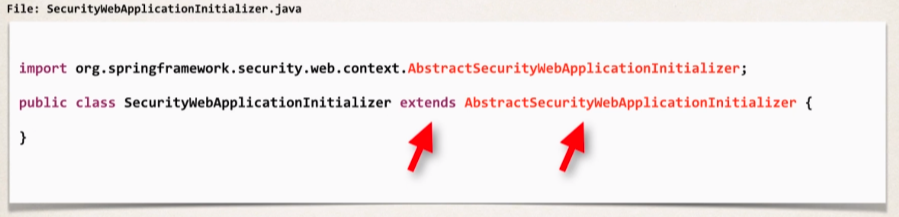 File: SecurityWebApplicationInitializer.java
import org.springframework.security.web.context.AbstractSecurityWebApplicationInitializer;
public class SecurityWebApplicationInitializer extends AbstractSecurityWebApplicationInitializer {
}